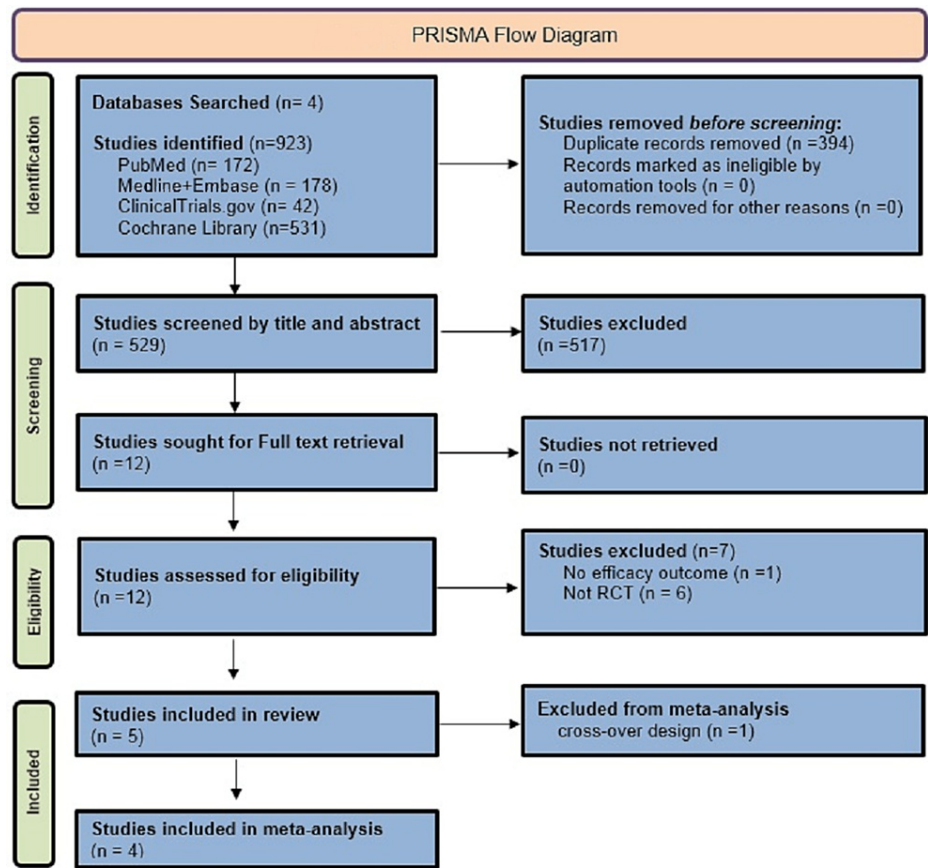 PRISMA Flow Diagram
Identification
Databases Searched (n= 4)
Studies identified (n=923)
PubMed (n= 172)
Medline+Embase (n = 178)
ClinicalTrials.gov (n= 42)
Cochrane Library (n=531)
Studies removed before screening:
Duplicate records removed (n =394)
Records marked as ineligible by
automation tools (n = 0)
Records removed for other reasons (n =0)
Screening
Studies screened by title and abstract
(n = 529)
Studies excluded
(n =517)
Studies sought for Full text retrieval
(n =12)
Studies not retrieved
(n =0)
Eligibility
Studies assessed for eligibility
(n =12)
Studies excluded (n=7)
No efficacy outcome (n =1)
Not RCT (n = 6)
Included
Studies included in review
(n = 5)
Excluded from meta-analysis
cross-over design (n =1)
Studies included in meta-analysis
(n = 4)